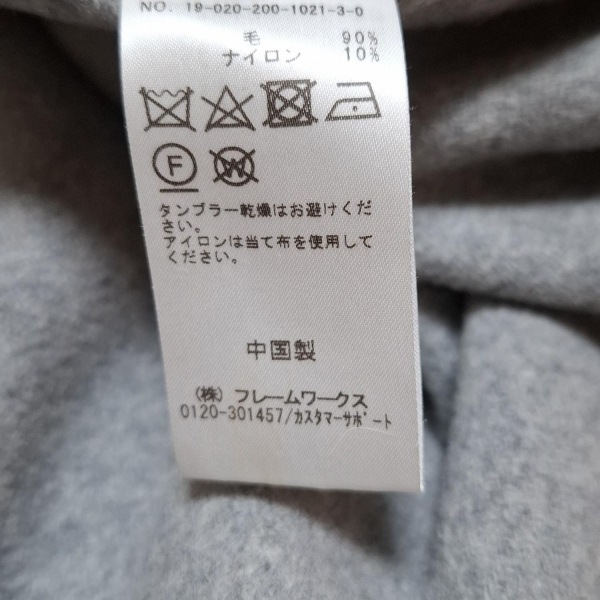 NO. 19-020-200-1021-3-0
毛 90%
ナイロン 10%
F W
タンブラー乾燥はお避けくだ
さい。
アイロンは当て布を使用して
ください。
中国製
(株) フレームワークス
0120-301457/カスタマーサポート